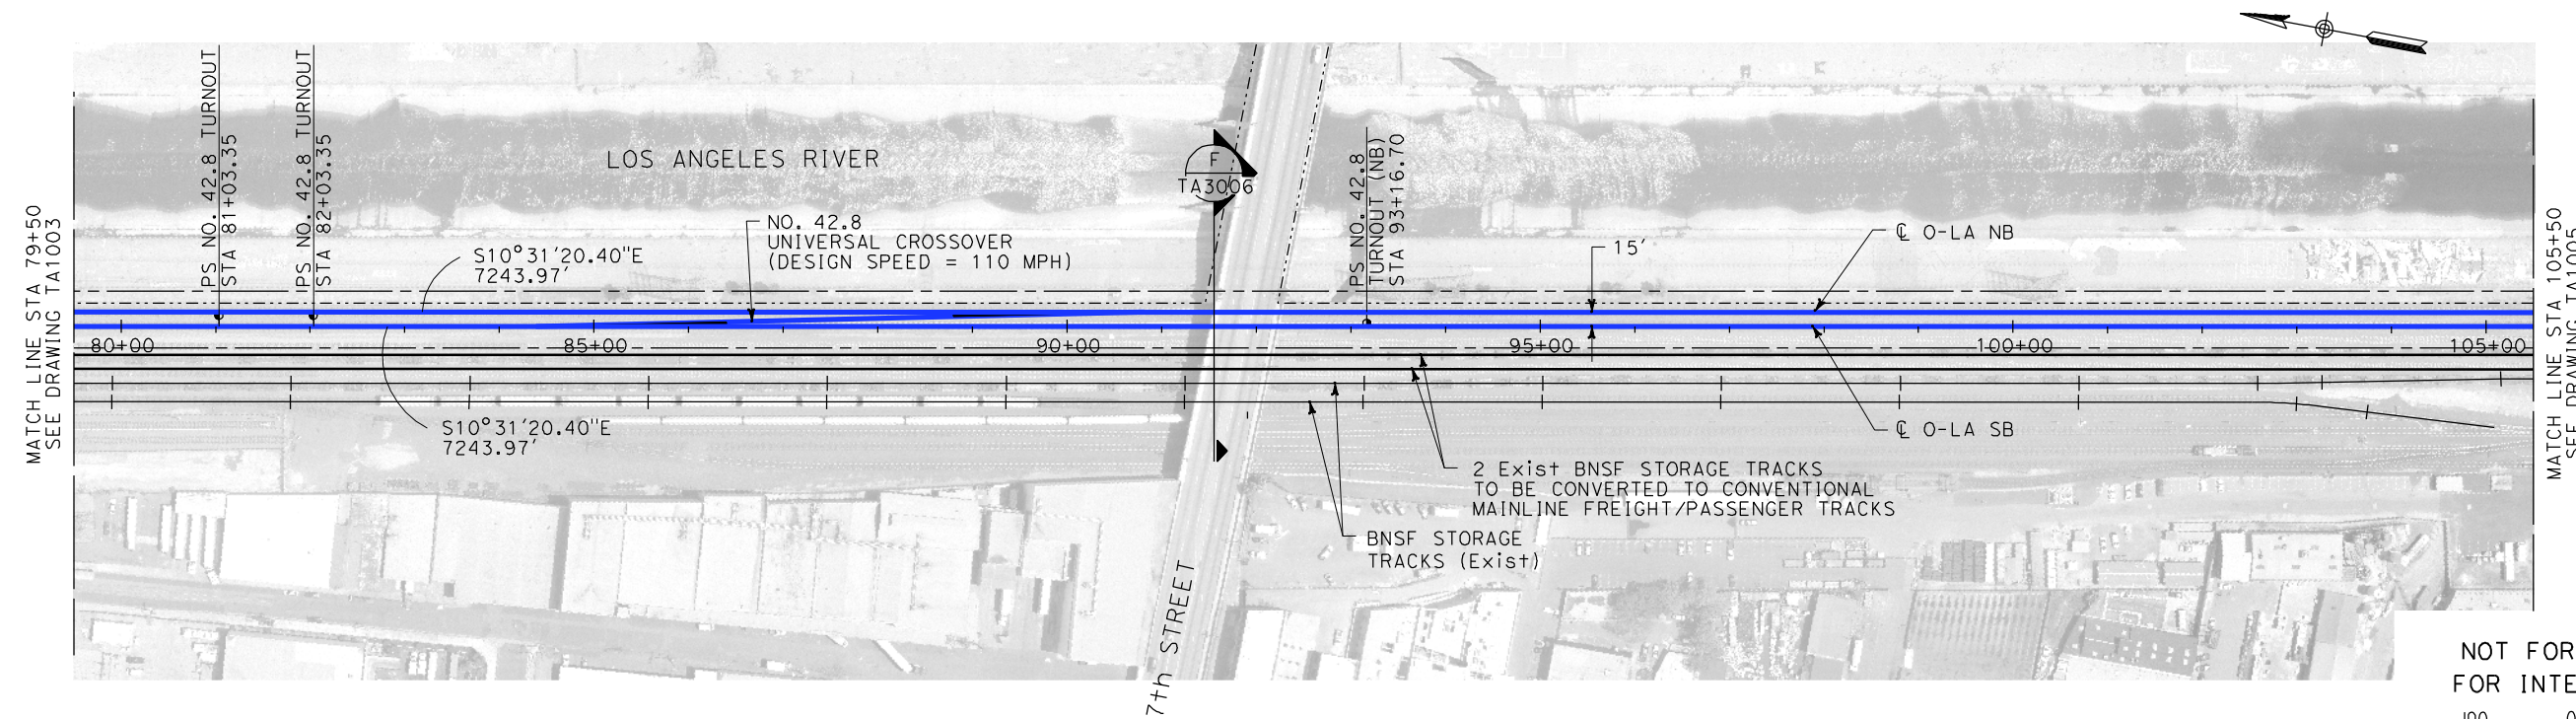 MATCH LINE STA 79+50
SEE DRAWING TA1003
PS NO. 42.8 TURNOUT
STA 81+03.35
PS NO. 42.8 TURNOUT
STA 82+03.35
LOS ANGELES RIVER
S10°31'20.40"E
7243.97'
NO. 42.8
UNIVERSAL CROSSOVER
(DESIGN SPEED = 110 MPH)
F
TA3006
PS NO. 42.8
TURNOUT (NB)
STA 93+16.70
15'
℄ O-LA NB
80+00
85+00
90+00
95+00
100+00
105+00
S10°31'20.40"E
7243.97'
℄ O-LA SB
2 Exist BNSF STORAGE TRACKS
TO BE CONVERTED TO CONVENTIONAL
MAINLINE FREIGHT/PASSENGER TRACKS
BNSF STORAGE
TRACKS (Exist)
7th STREET
MATCH LINE STA 105+50
SEE DRAWING TA1005
NOT FOR
FOR INTE